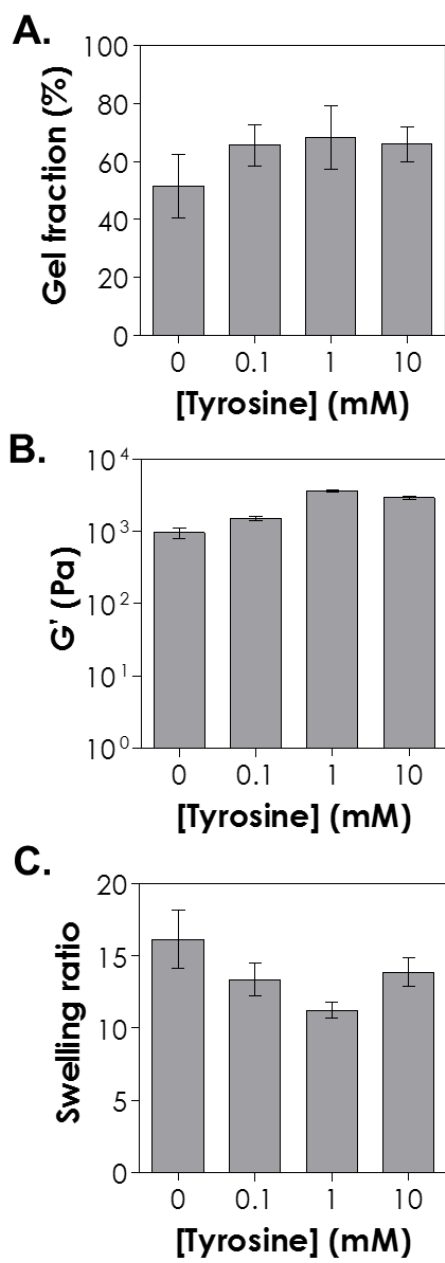 A.
Gel fraction (%)
100
80
60
40
20
0
0 0.1 1 10
[Tyrosine] (mM)
B.
G' (Pa)
10⁴
10³
10²
10¹
10⁰
0 0.1 1 10
[Tyrosine] (mM)
C.
Swelling ratio
20
15
10
5
0
0 0.1 1 10
[Tyrosine] (mM)